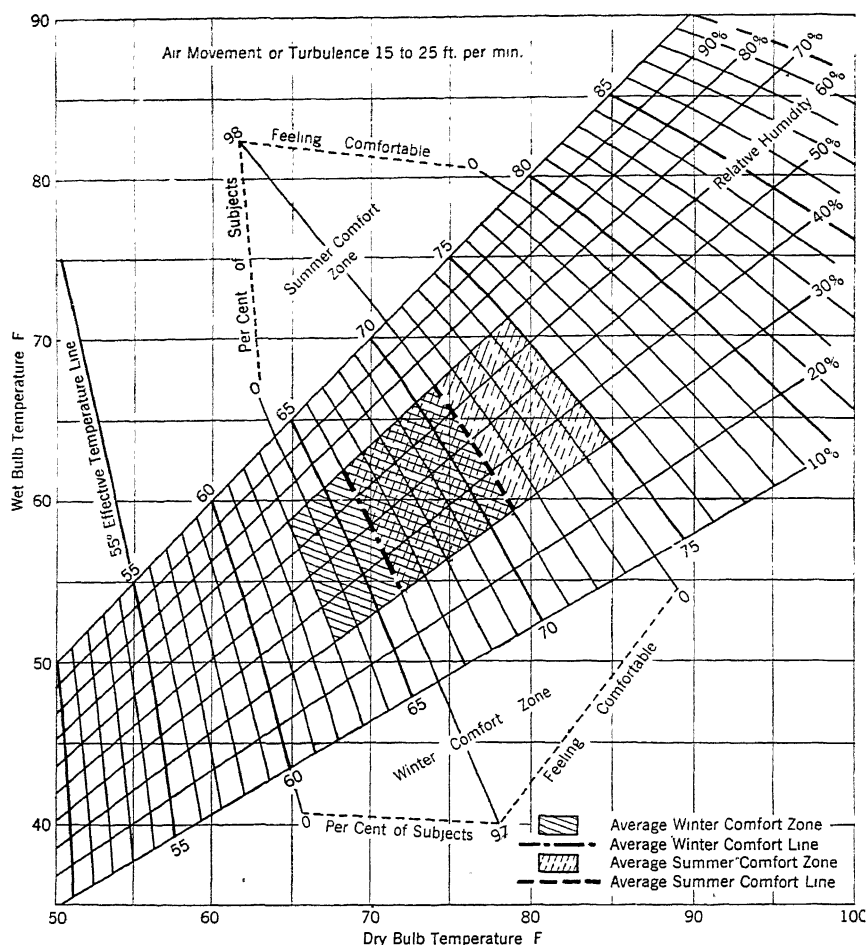 Air Movement or Turbulence 15 to 25 ft. per min.
90
80
70
60
50
40
Wet Bulb Temperature F
50
60
70
80
90
100
Dry Bulb Temperature F
98
Feeling Comfortable
0
Per Cent of Subjects
0
Summer Comfort
Zone
55° Effective Temperature Line
55
60
65
70
75
80
85
90%
80%
70%
60%
50%
40%
30%
20%
10%
Relative Humidity
55
60
65
70
75
0
Per Cent of Subjects
97
Feeling Comfortable
0
Winter Comfort Zone
Average Winter Comfort Zone
Average Winter Comfort Line
Average Summer Comfort Zone
Average Summer Comfort Line